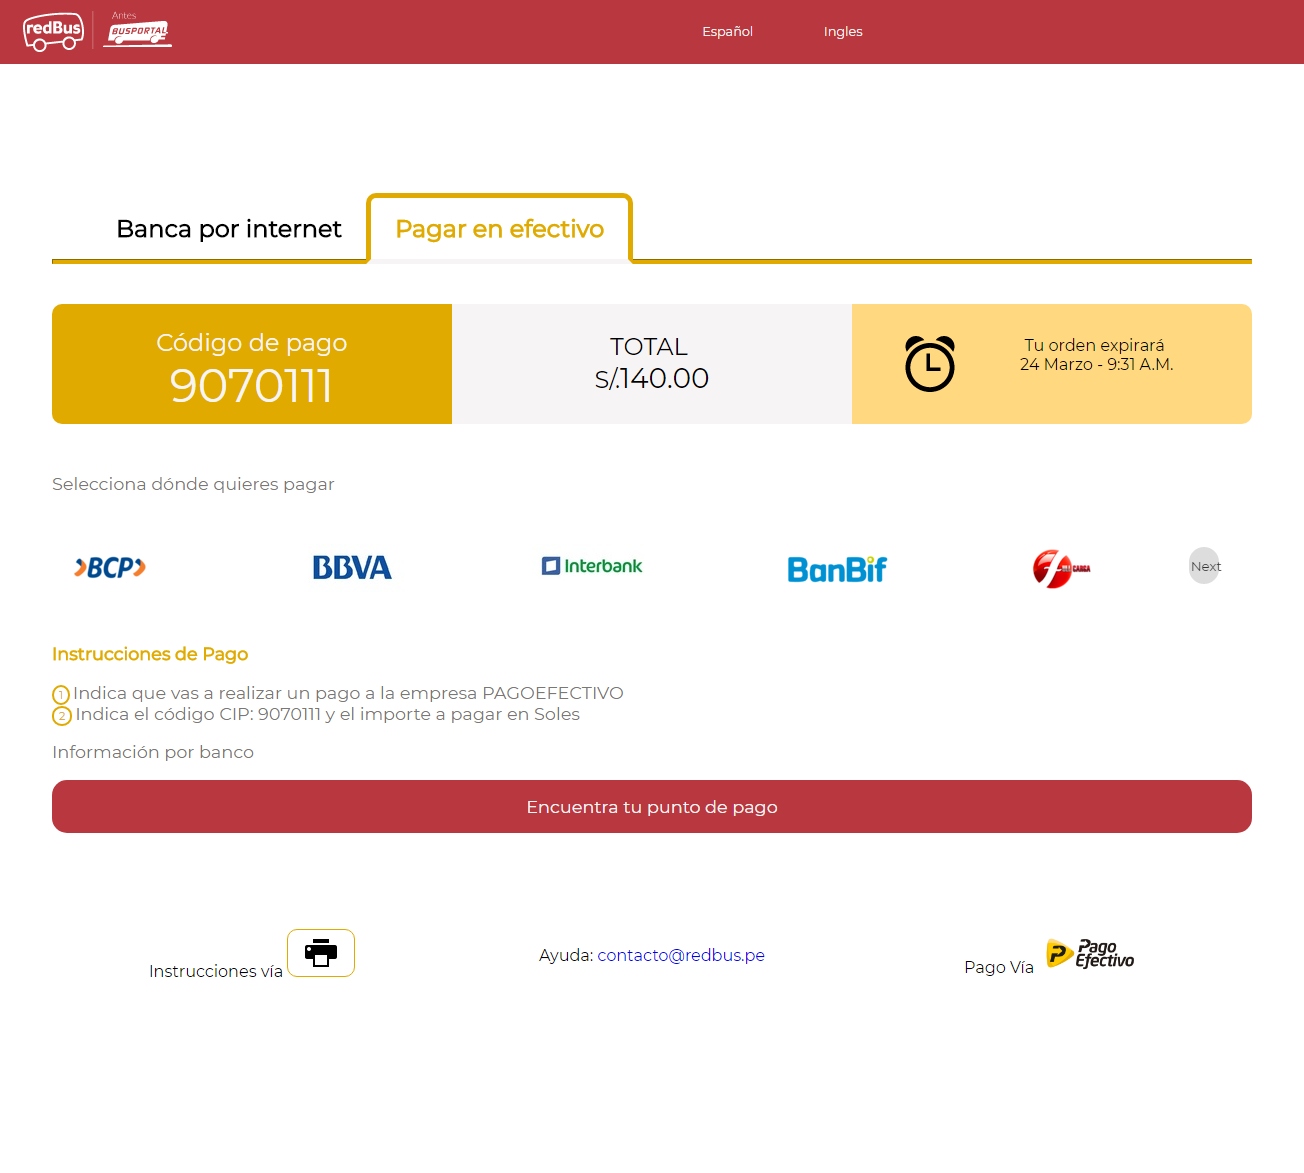 redBus
Antes
BUSPORTAL
Español
Ingles
Banca por internet
Pagar en efectivo
Código de pago
9070111
TOTAL
S/.140.00
Tu orden expirará
24 Marzo - 9:31 A.M.
Selecciona dónde quieres pagar
BCP
BBVA
Interbank
BanBif
CARGA
Next
Instrucciones de Pago
1 Indica que vas a realizar un pago a la empresa PAGOEFECTIVO
2 Indica el código CIP: 9070111 y el importe a pagar en Soles
Información por banco
Encuentra tu punto de pago
Instrucciones vía
Ayuda: contacto@redbus.pe
Pago Vía
Pago
Efectivo